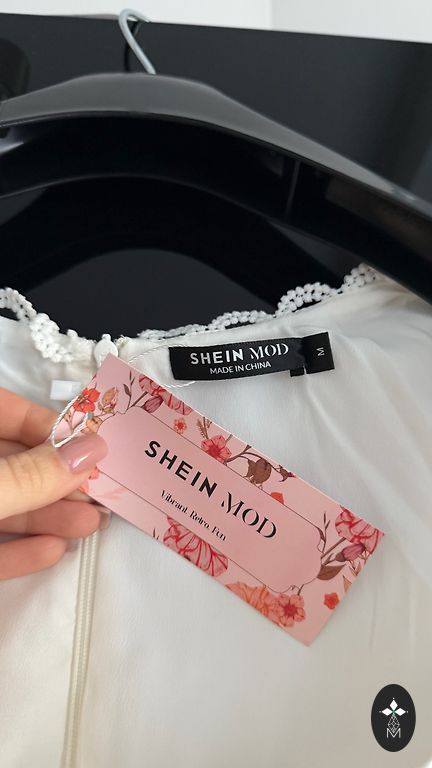 SHEIN MOD
MADE IN CHINA
M
SHEIN MOD
Vibrant. Retro. Fun
M